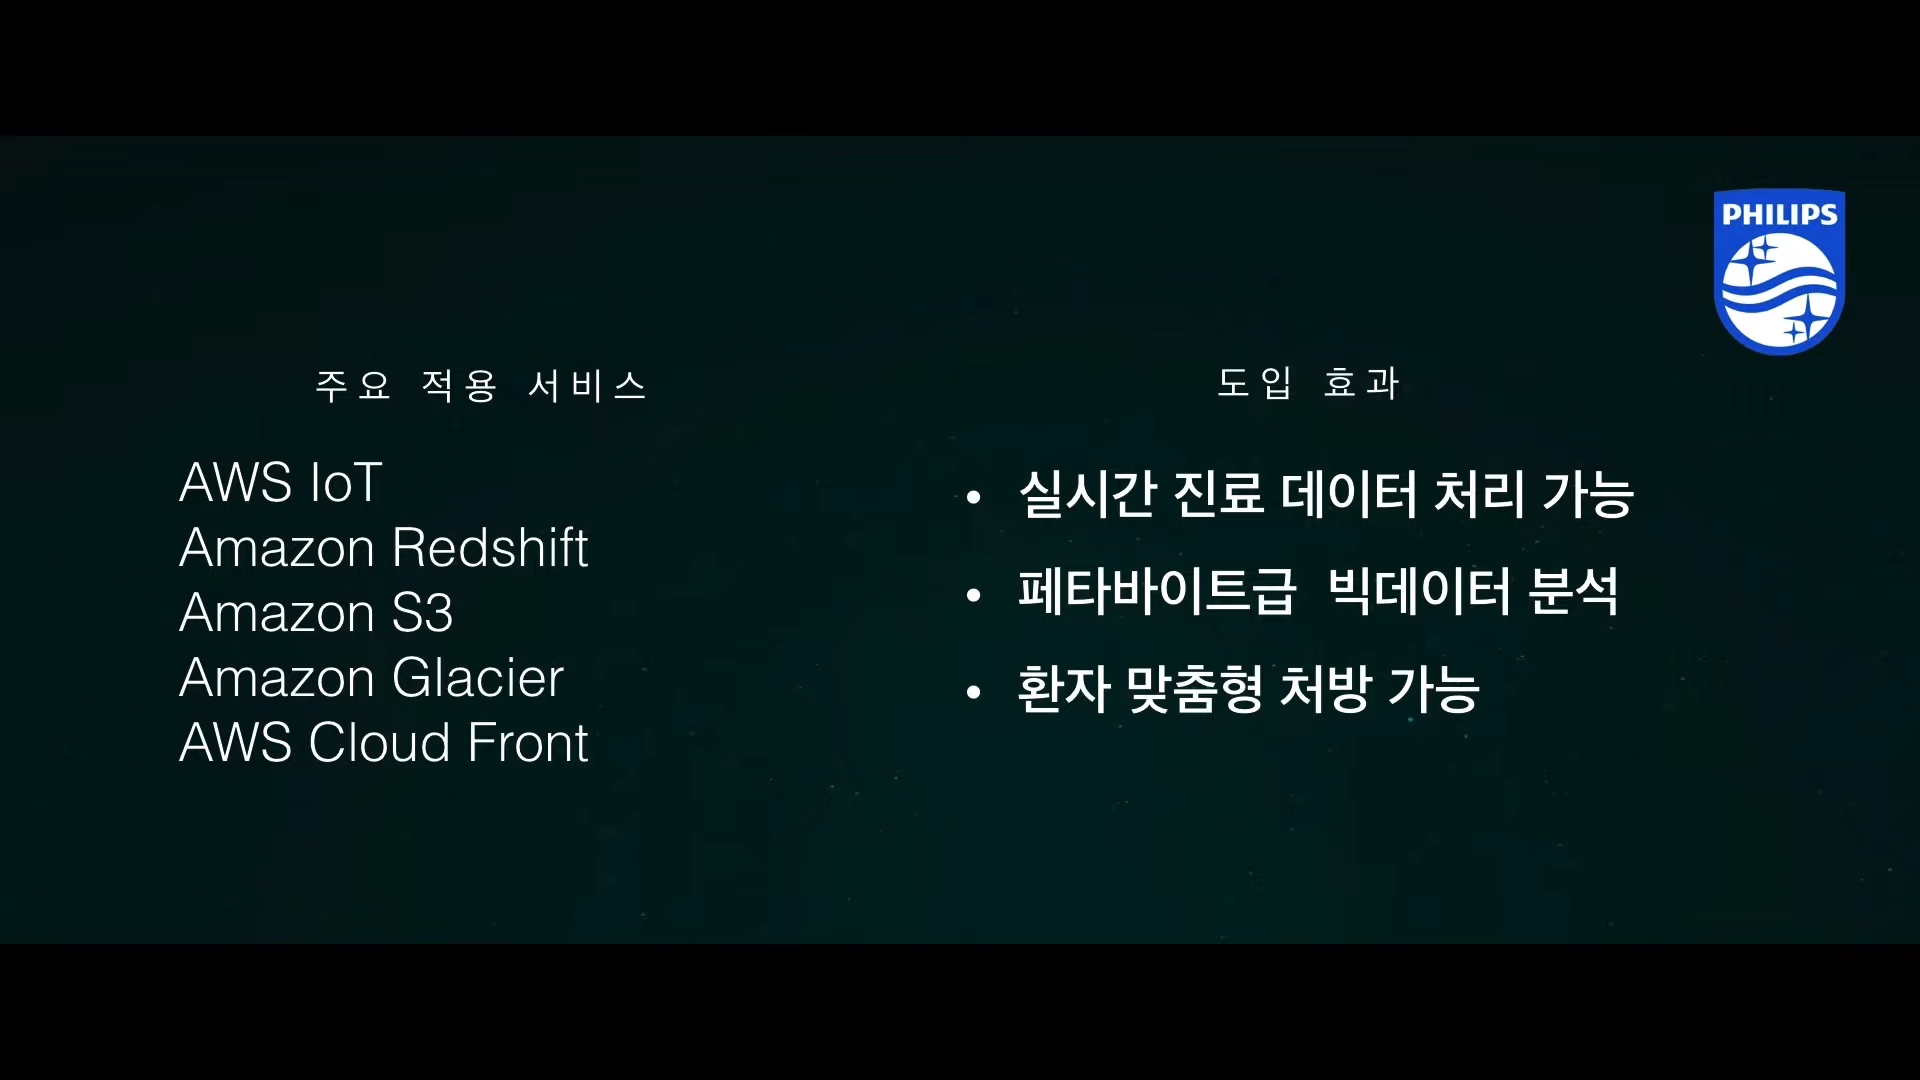 PHILIPS
주요 적용 서비스
AWS IoT
Amazon Redshift
Amazon S3
Amazon Glacier
AWS Cloud Front
도입 효과
• 실시간 진료 데이터 처리 가능
• 페타바이트급 빅데이터 분석
• 환자 맞춤형 처방 가능